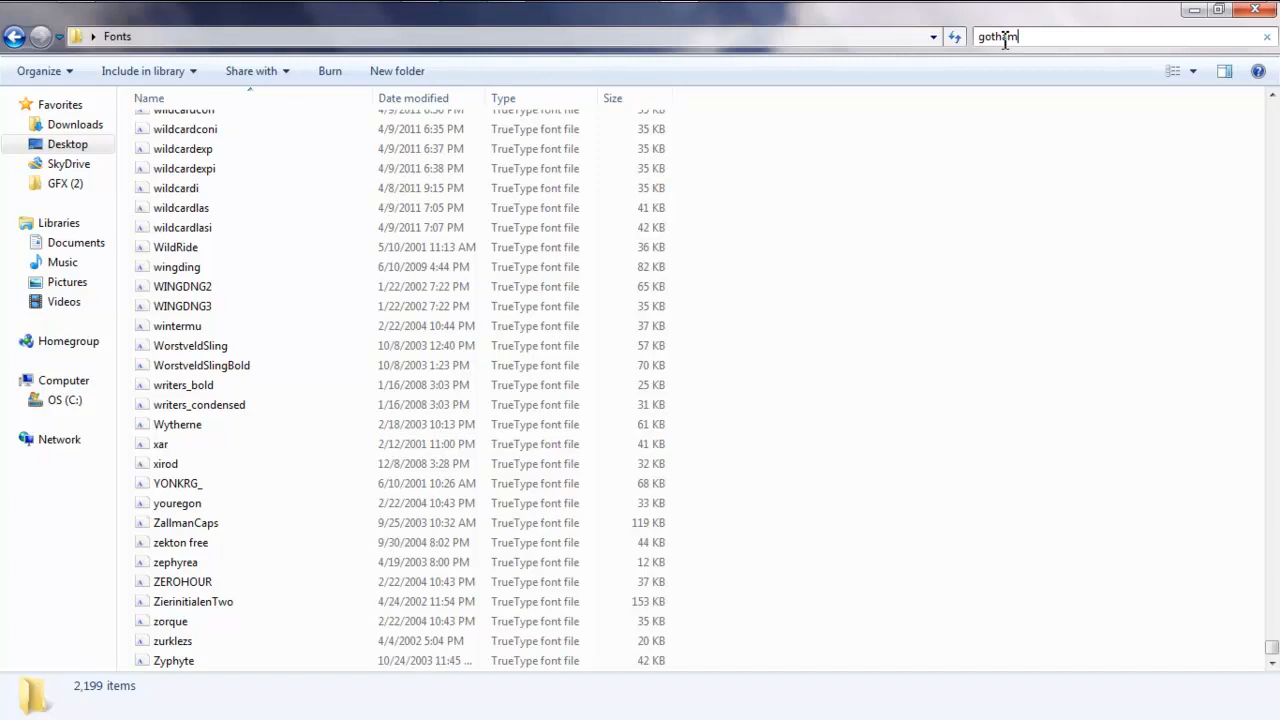 Fonts
gotham
Organize Include in library Share with Burn New folder
Favorites
Downloads
Desktop
SkyDrive
GFX (2)
Libraries
Documents
Music
Pictures
Videos
Homegroup
Computer
OS (C:)
Network
Name Date modified Type Size
wildcardcon 4/9/2011 6:36 PM TrueType font file 35 KB
wildcardconi 4/9/2011 6:35 PM TrueType font file 35 KB
wildcardexp 4/9/2011 6:37 PM TrueType font file 35 KB
wildcardexpi 4/9/2011 6:38 PM TrueType font file 35 KB
wildcardi 4/8/2011 9:15 PM TrueType font file 35 KB
wildcardlas 4/9/2011 7:05 PM TrueType font file 41 KB
wildcardlasi 4/9/2011 7:07 PM TrueType font file 42 KB
WildRide 5/10/2001 11:13 AM TrueType font file 36 KB
wingding 6/10/2009 4:44 PM TrueType font file 82 KB
WINGDNG2 1/22/2002 7:22 PM TrueType font file 65 KB
WINGDNG3 1/22/2002 7:22 PM TrueType font file 35 KB
wintermu 2/22/2004 10:44 PM TrueType font file 37 KB
WorstveldSling 10/8/2003 12:40 PM TrueType font file 57 KB
WorstveldSlingBold 10/8/2003 1:23 PM TrueType font file 70 KB
writers_bold 1/16/2008 3:03 PM TrueType font file 25 KB
writers_condensed 1/16/2008 3:03 PM TrueType font file 31 KB
Wytherne 2/18/2003 10:13 PM TrueType font file 61 KB
xar 2/12/2001 11:00 PM TrueType font file 41 KB
xirod 12/8/2008 3:28 PM TrueType font file 32 KB
YONKRG_ 6/10/2001 10:26 AM TrueType font file 68 KB
youregon 2/22/2004 10:43 PM TrueType font file 33 KB
ZallmanCaps 9/25/2003 10:32 AM TrueType font file 119 KB
zekton free 9/30/2004 8:02 PM TrueType font file 44 KB
zephyrea 4/19/2003 8:00 PM TrueType font file 12 KB
ZEROHOUR 2/22/2004 10:43 PM TrueType font file 37 KB
ZierinitialenTwo 4/24/2002 11:54 PM TrueType font file 153 KB
zorque 2/22/2004 10:43 PM TrueType font file 35 KB
zurklezs 4/4/2002 5:04 PM TrueType font file 20 KB
Zyphyte 10/24/2003 11:45 ... TrueType font file 42 KB
2,199 items